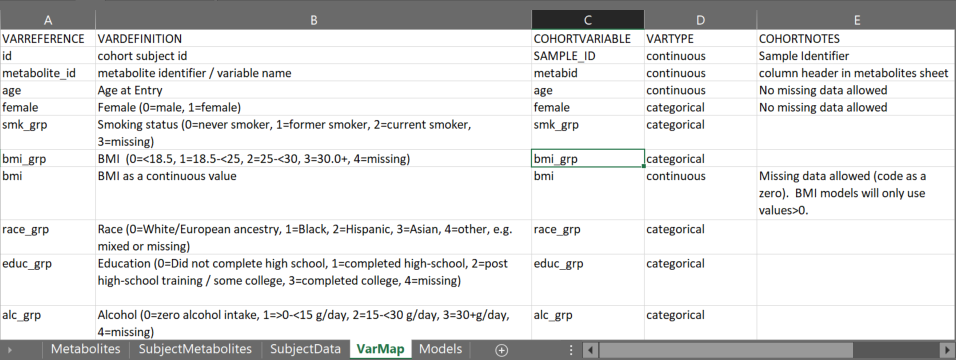 A B C D E
VARREFERENCE VARDEFINITION COHORTVARIABLE VARTYPE COHORTNOTES
id cohort subject id SAMPLE_ID continuous Sample Identifier
metabolite_id metabolite identifier / variable name metabid continuous column header in metabolites sheet
age Age at Entry age continuous No missing data allowed
female Female (0=male, 1=female) female categorical No missing data allowed
smk_grp Smoking status (0=never smoker, 1=former smoker, 2=current smoker, smk_grp categorical
3=missing)
bmi_grp BMI  (0=<18.5, 1=18.5-<25, 2=25-<30, 3=30.0+, 4=missing) bmi_grp categorical
bmi BMI as a continuous value bmi continuous Missing data allowed (code as a
zero).  BMI models will only use
values>0.
race_grp Race (0=White/European ancestry, 1=Black, 2=Hispanic, 3=Asian, 4=other, e.g. race_grp categorical
mixed or missing)
educ_grp Education (0=Did not complete high school, 1=completed high-school, 2=post educ_grp categorical
high-school training / some college, 3=completed college, 4=missing)
alc_grp Alcohol (0=zero alcohol intake, 1=>0-<15 g/day, 2=15-<30 g/day, 3=30+g/day, alc_grp categorical
4=missing)
Metabolites SubjectMetabolites SubjectData VarMap Models